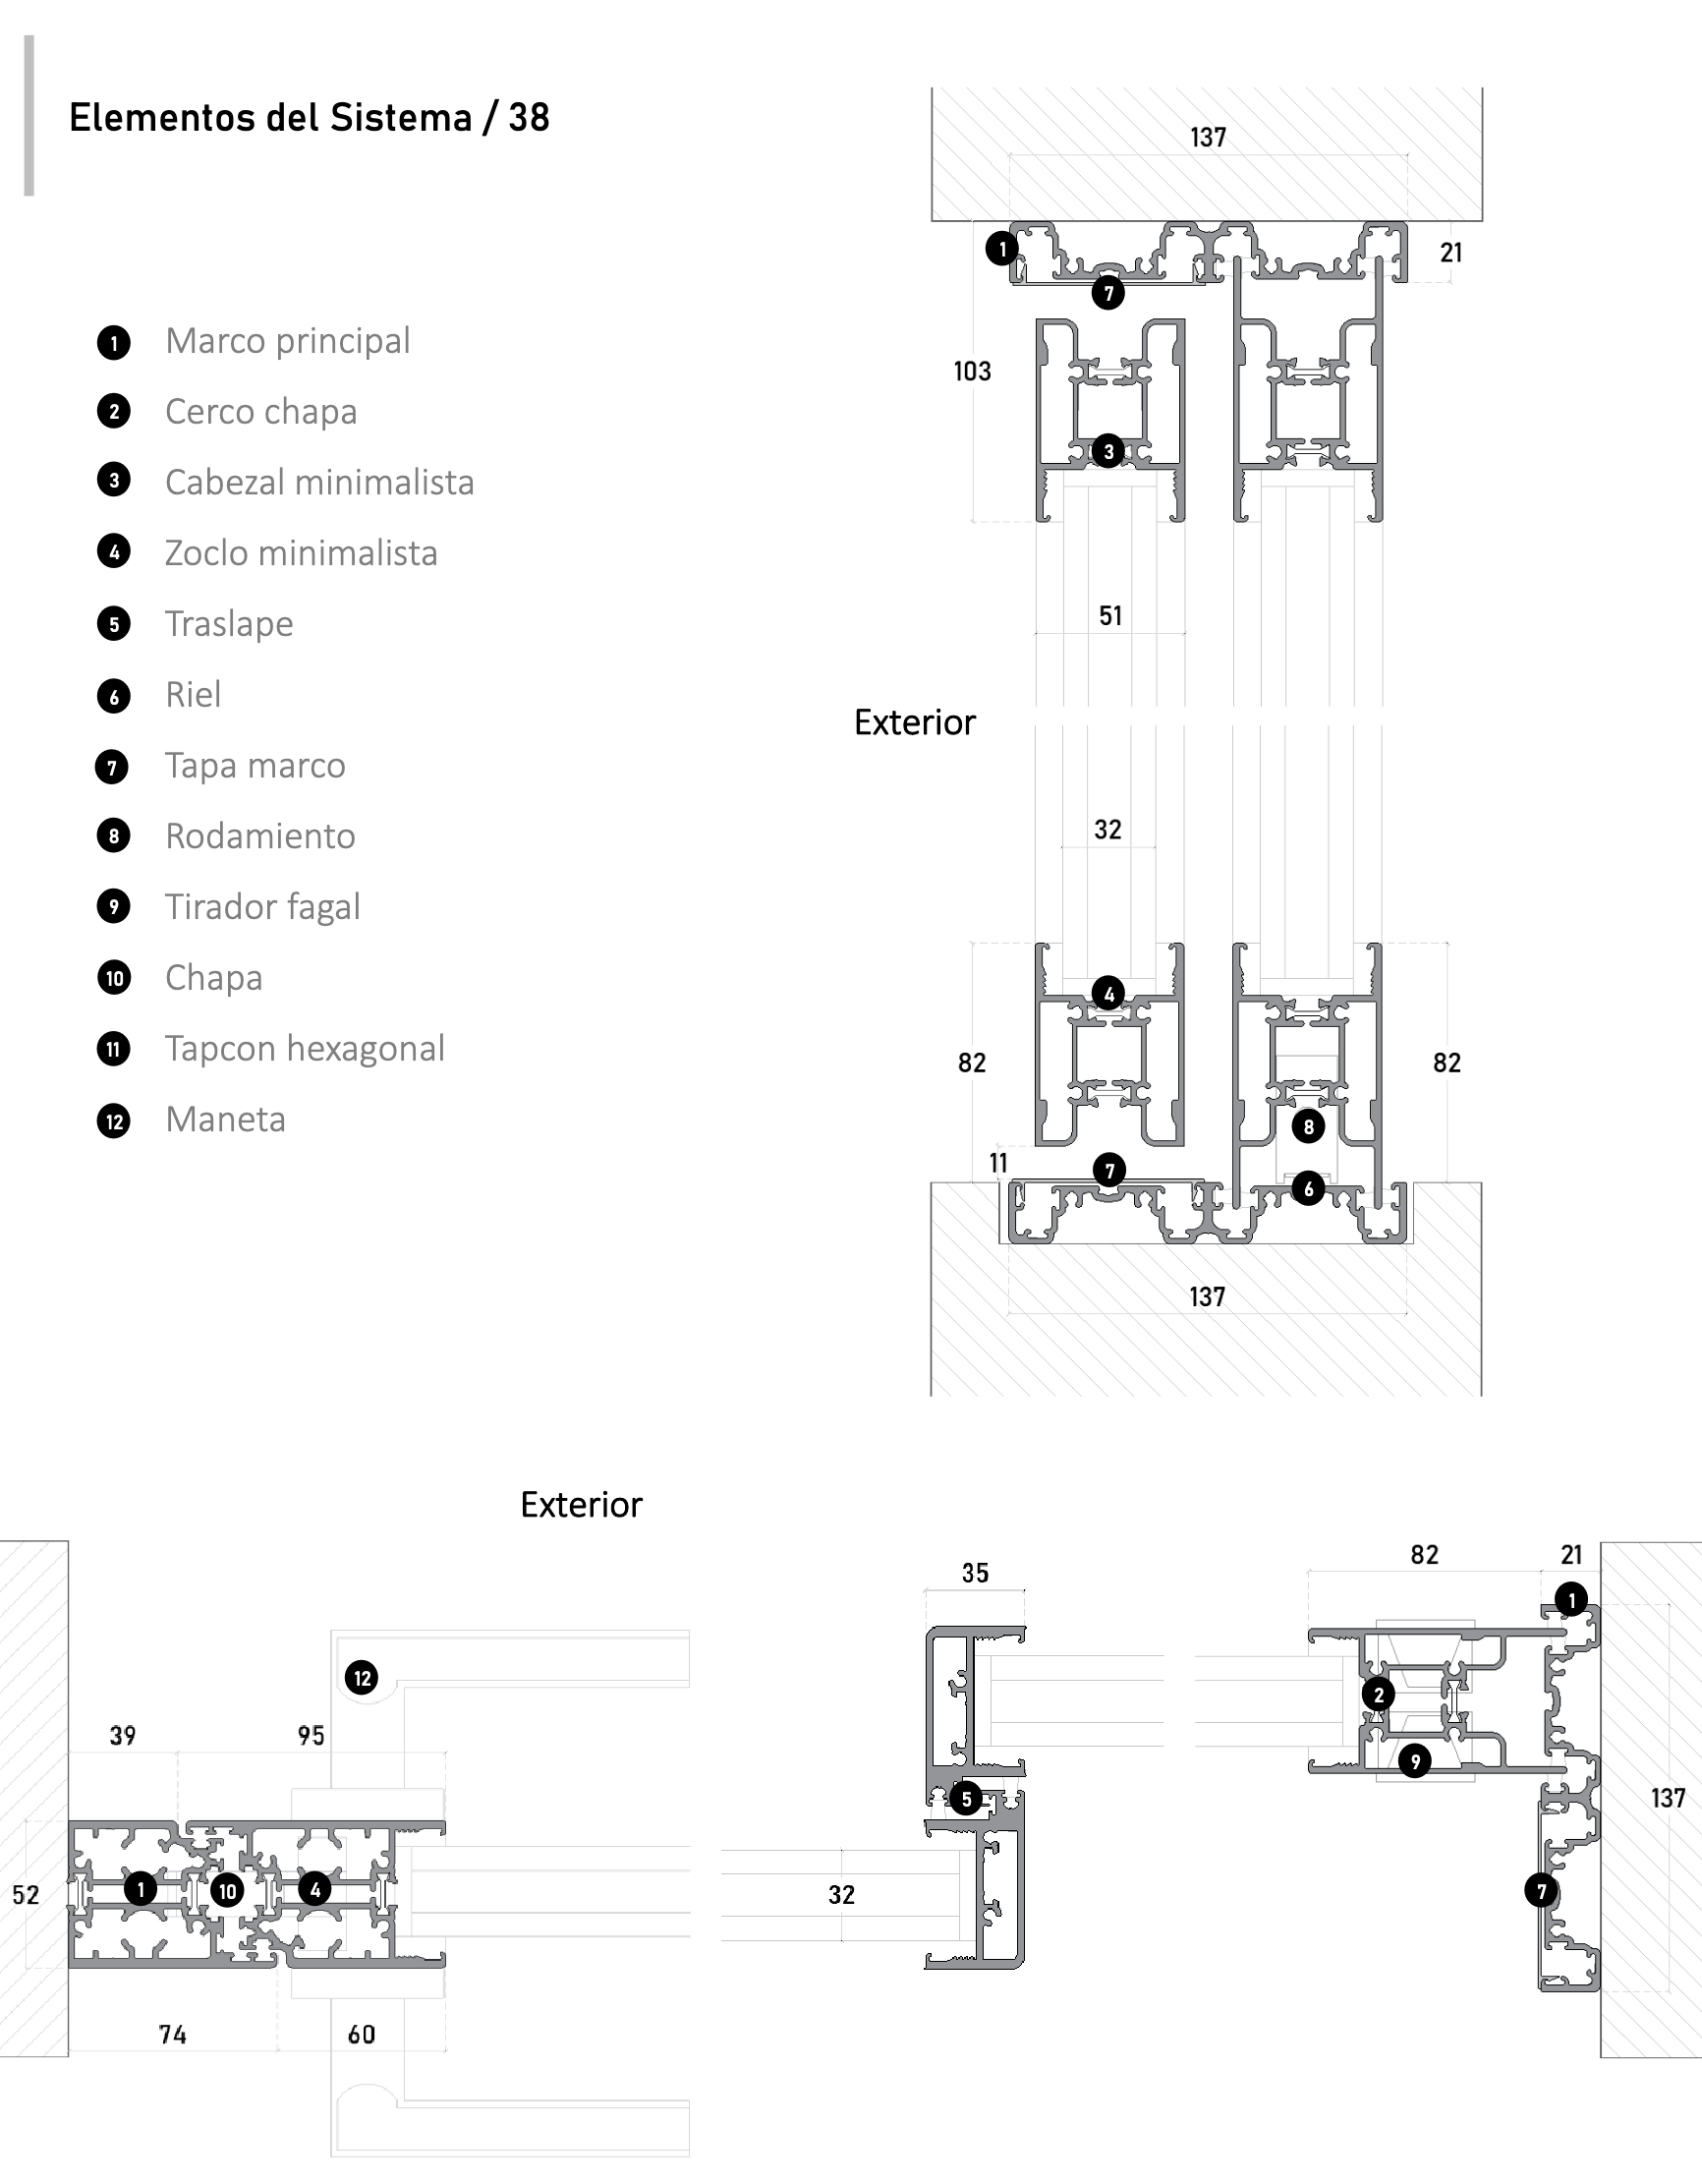 Elementos del Sistema / 38
1 Marco principal
2 Cerco chapa
3 Cabezal minimalista
4 Zoclo minimalista
5 Traslape
6 Riel
7 Tapa marco
8 Rodamiento
9 Tirador fagal
10 Chapa
11 Tapcon hexagonal
12 Maneta
137
1
21
7
103
3
51
Exterior
32
4
82
82
8
11
7
6
137
Exterior
35
82
21
1
12
2
39
95
9
5
137
52
1
10
4
32
7
74
60